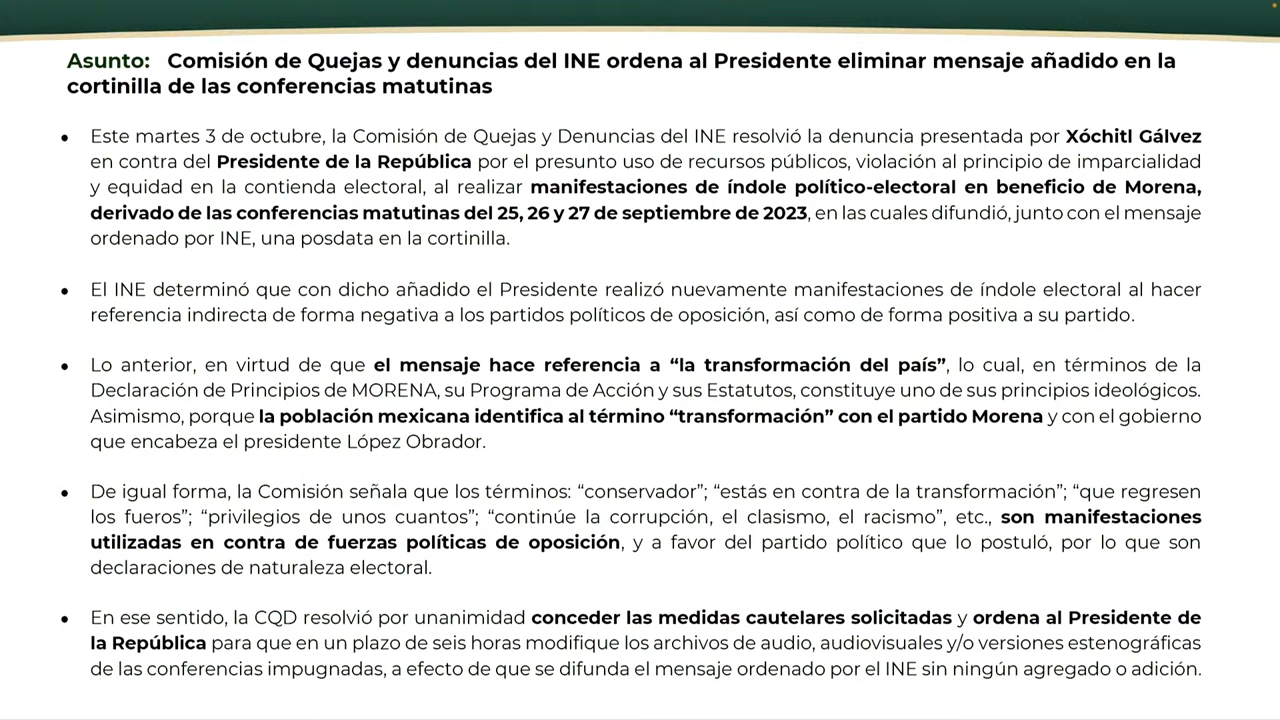 Asunto: Comisión de Quejas y denuncias del INE ordena al Presidente eliminar mensaje añadido en la
cortinilla de las conferencias matutinas
• Este martes 3 de octubre, la Comisión de Quejas y Denuncias del INE resolvió la denuncia presentada por Xóchitl Gálvez
en contra del Presidente de la República por el presunto uso de recursos públicos, violación al principio de imparcialidad
y equidad en la contienda electoral, al realizar manifestaciones de índole político-electoral en beneficio de Morena,
derivado de las conferencias matutinas del 25, 26 y 27 de septiembre de 2023, en las cuales difundió, junto con el mensaje
ordenado por INE, una posdata en la cortinilla.
• El INE determinó que con dicho añadido el Presidente realizó nuevamente manifestaciones de índole electoral al hacer
referencia indirecta de forma negativa a los partidos políticos de oposición, así como de forma positiva a su partido.
• Lo anterior, en virtud de que el mensaje hace referencia a “la transformación del país”, lo cual, en términos de la
Declaración de Principios de MORENA, su Programa de Acción y sus Estatutos, constituye uno de sus principios ideológicos.
Asimismo, porque la población mexicana identifica al término “transformación” con el partido Morena y con el gobierno
que encabeza el presidente López Obrador.
• De igual forma, la Comisión señala que los términos: “conservador”; “estás en contra de la transformación”; “que regresen
los fueros”; “privilegios de unos cuantos”; “continúe la corrupción, el clasismo, el racismo”, etc., son manifestaciones
utilizadas en contra de fuerzas políticas de oposición, y a favor del partido político que lo postuló, por lo que son
declaraciones de naturaleza electoral.
• En ese sentido, la CQD resolvió por unanimidad conceder las medidas cautelares solicitadas y ordena al Presidente de
la República para que en un plazo de seis horas modifique los archivos de audio, audiovisuales y/o versiones estenográficas
de las conferencias impugnadas, a efecto de que se difunda el mensaje ordenado por el INE sin ningún agregado o adición.